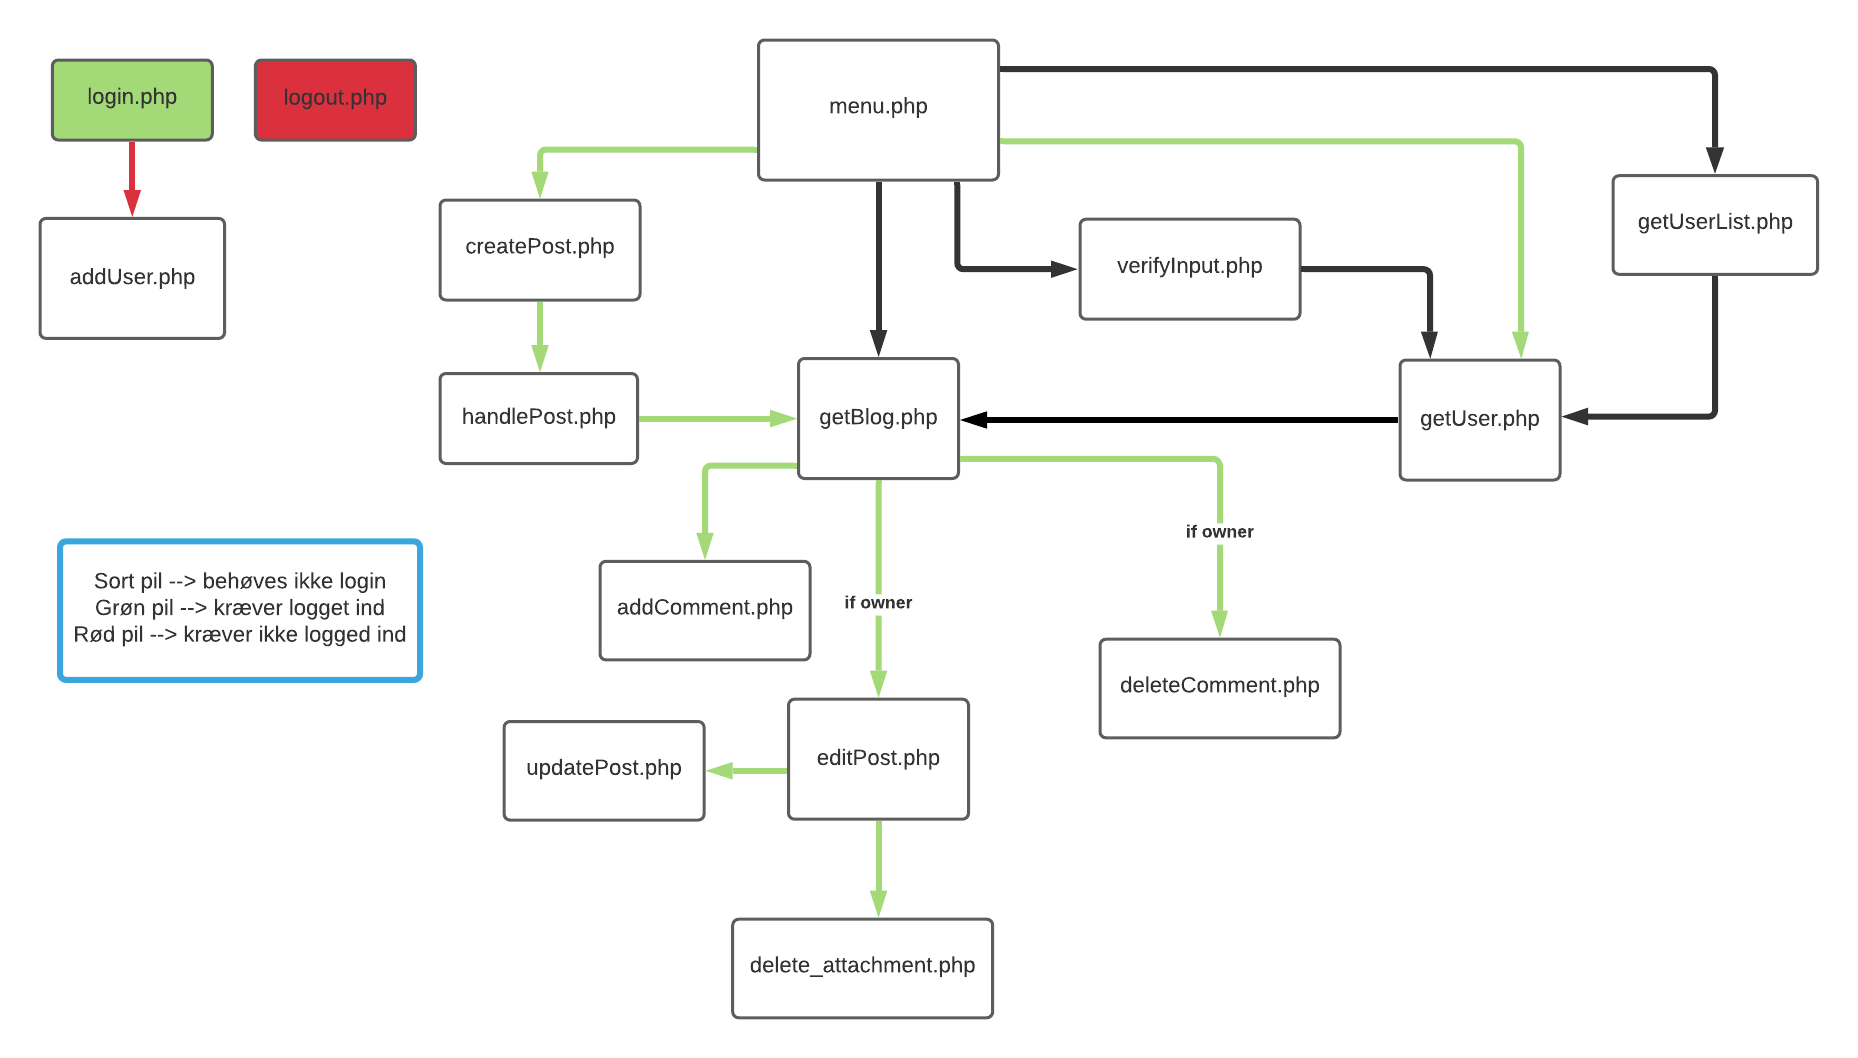 login.php
logout.php
menu.php
addUser.php
createPost.php
verifyInput.php
getUserList.php
handlePost.php
getBlog.php
getUser.php
if owner
Sort pil --> behøves ikke login
Grøn pil --> kræver logget ind
Rød pil --> kræver ikke logged ind
addComment.php
if owner
deleteComment.php
updatePost.php
editPost.php
delete_attachment.php